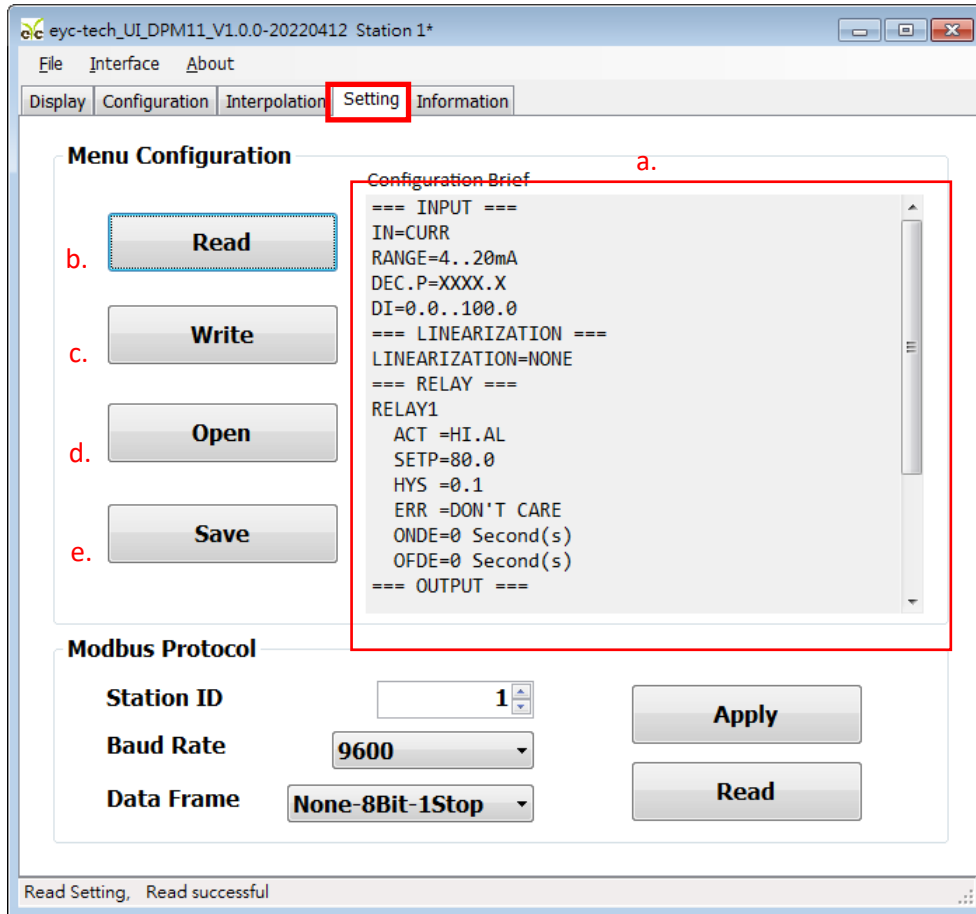 eyc-tech_UI_DPM11_V1.0.0-20220412 Station 1*
File Interface About
Display Configuration Interpolation Setting Information
Menu Configuration
a.
Configuration Brief
b.
Read
c.
Write
d.
Open
e.
Save
=== INPUT ===
IN=CURR
RANGE=4..20mA
DEC.P=XXXX.X
DI=0.0..100.0
=== LINEARIZATION ===
LINEARIZATION=NONE
=== RELAY ===
RELAY1
ACT =HI.AL
SETP=80.0
HYS =0.1
ERR =DON'T CARE
ONDE=0 Second(s)
OFDE=0 Second(s)
=== OUTPUT ===
Modbus Protocol
Station ID 1
Baud Rate 9600
Data Frame None-8Bit-1Stop
Apply
Read
Read Setting, Read successful